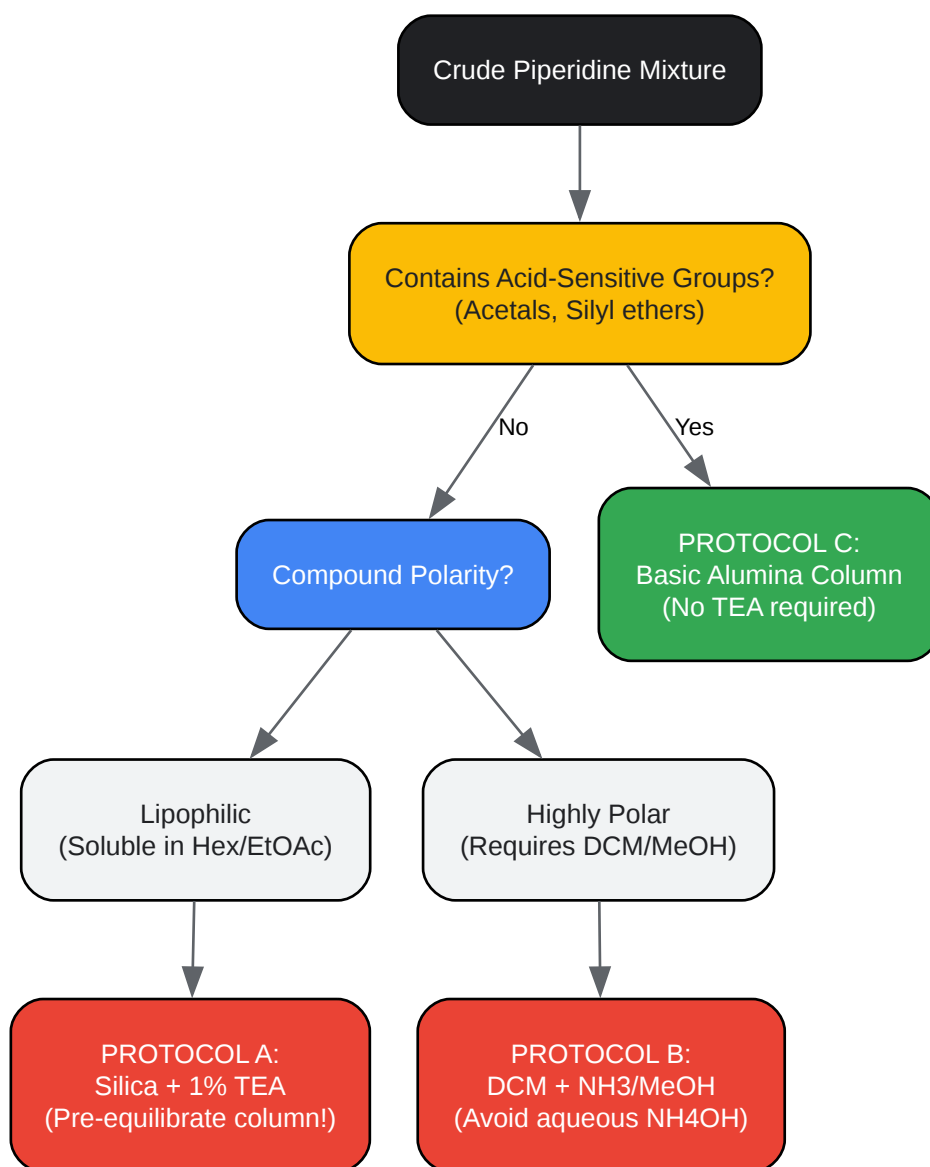 Crude Piperidine Mixture
Contains Acid-Sensitive Groups?
(Acetals, Silyl ethers)
No
Yes
Compound Polarity?
PROTOCOL C:
Basic Alumina Column
(No TEA required)
Lipophilic
(Soluble in Hex/EtOAc)
Highly Polar
(Requires DCM/MeOH)
PROTOCOL A:
Silica + 1% TEA
(Pre-equilibrate column!)
PROTOCOL B:
DCM + NH3/MeOH
(Avoid aqueous NH4OH)